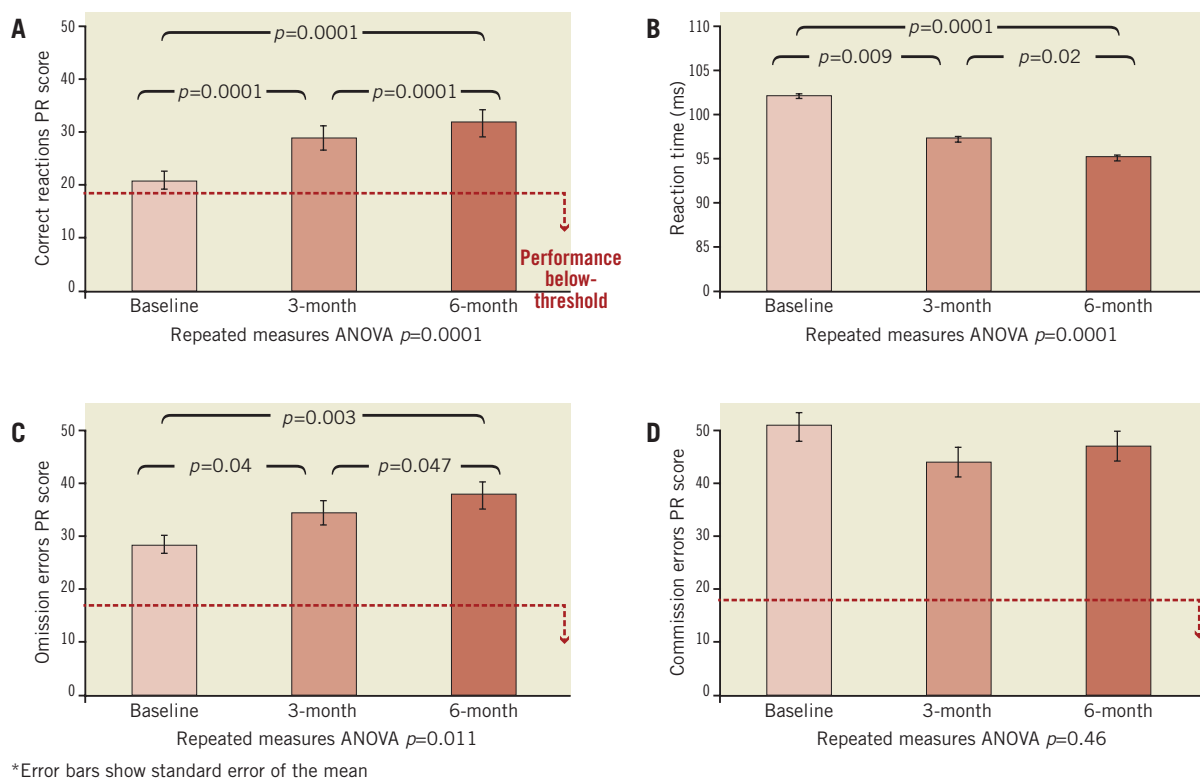 A
Correct reactions PR score
50
40
30
20
10
0
p=0.0001
p=0.0001
p=0.0001
Performance
below-
threshold
Baseline
3-month
6-month
Repeated measures ANOVA p=0.0001
B
Reaction time (ms)
110
105
100
95
90
85
0
p=0.0001
p=0.009
p=0.02
Baseline
3-month
6-month
Repeated measures ANOVA p=0.0001
C
Omission errors PR score
50
40
30
20
10
0
p=0.003
p=0.04
p=0.047
Baseline
3-month
6-month
Repeated measures ANOVA p=0.011
D
Commission errors PR score
50
40
30
20
10
0
Baseline
3-month
6-month
Repeated measures ANOVA p=0.46
*Error bars show standard error of the mean